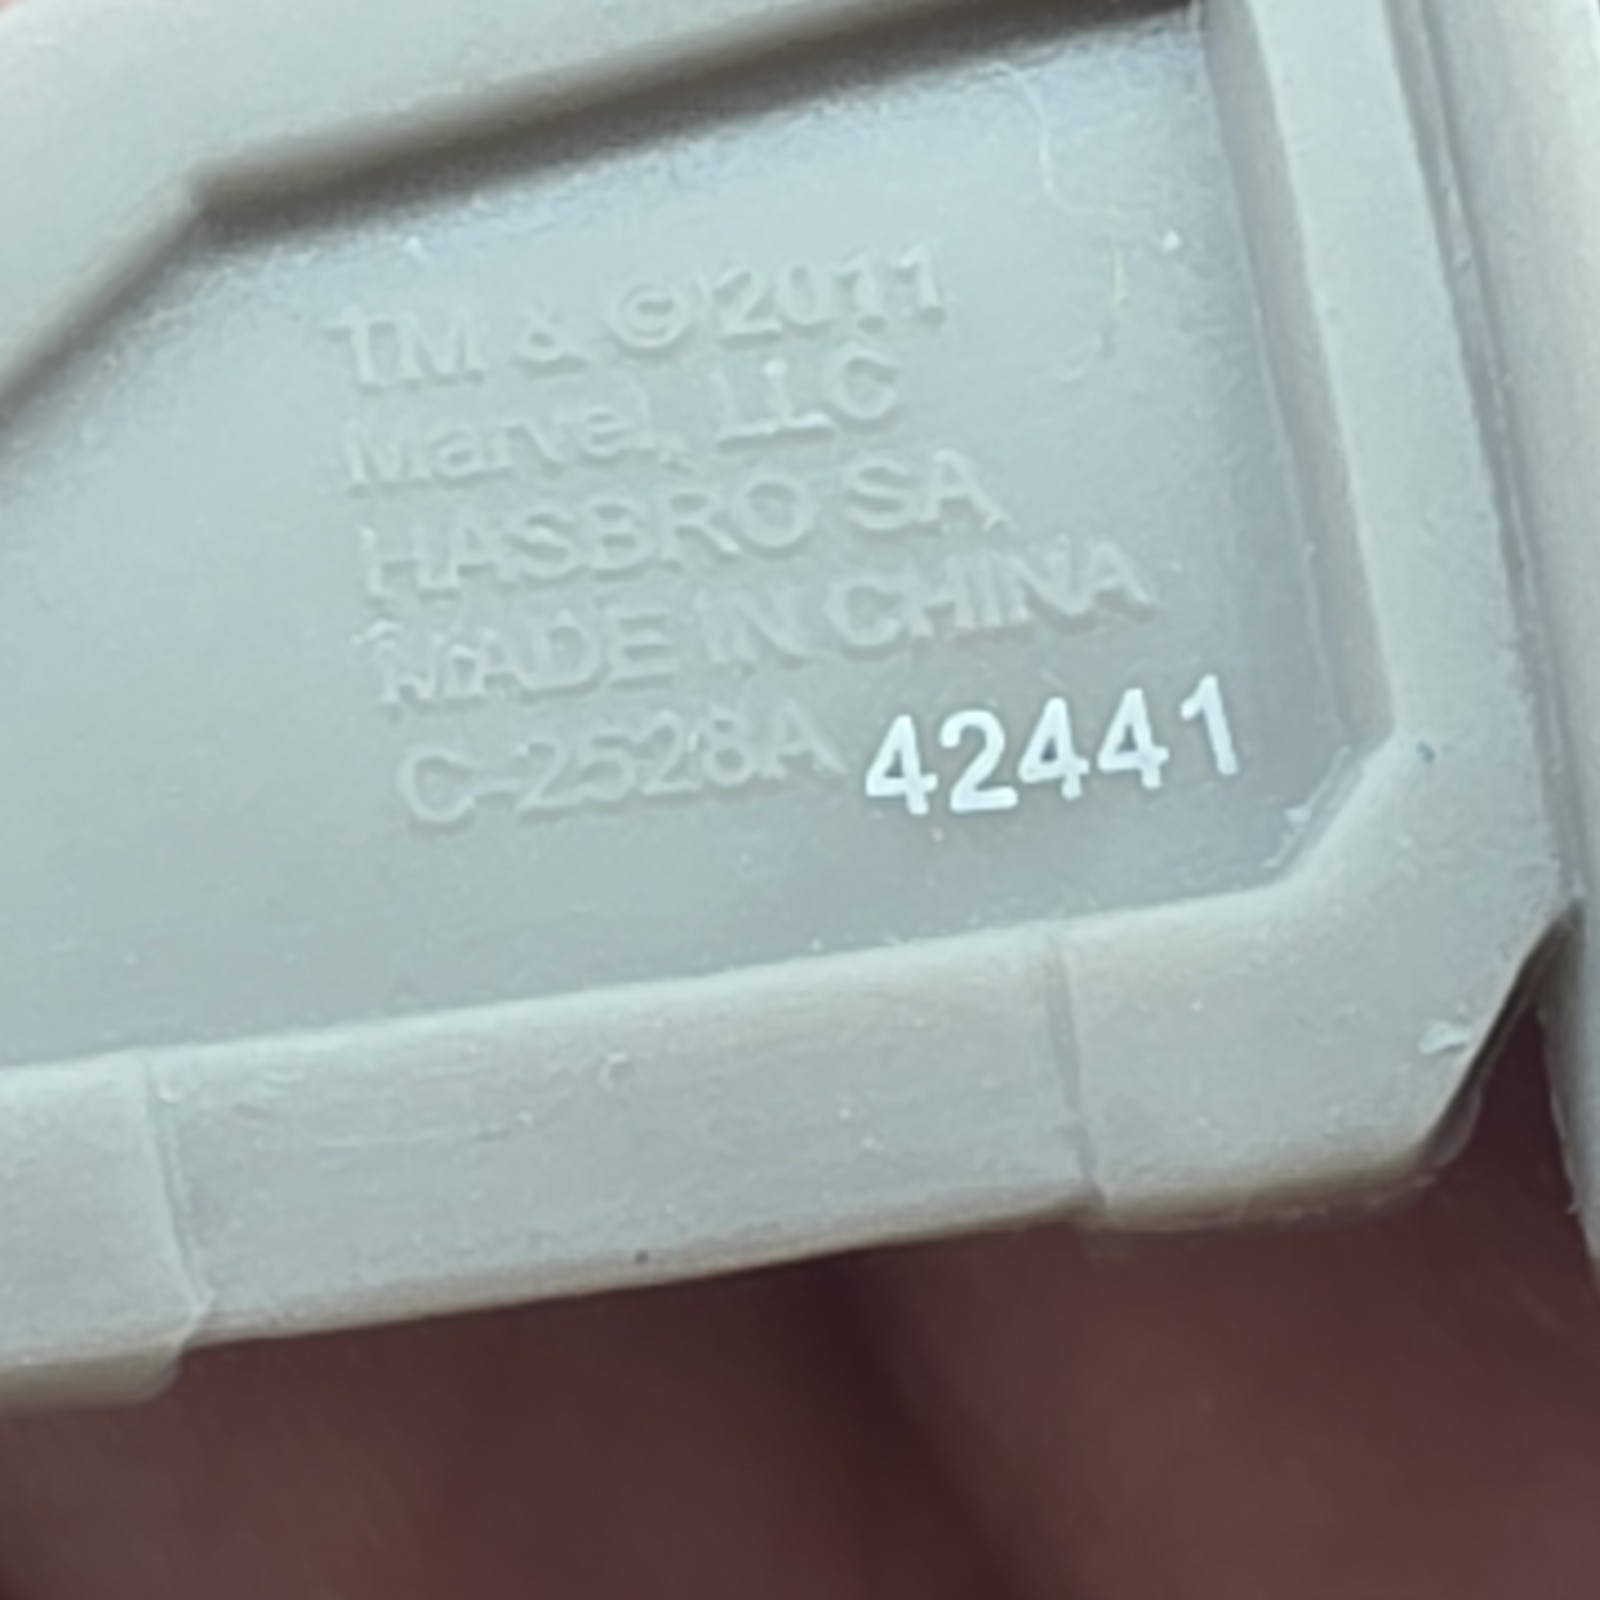 TM & © 2011
Marvel, LLC
HASBRO SA
MADE IN CHINA
C-2528A 42441